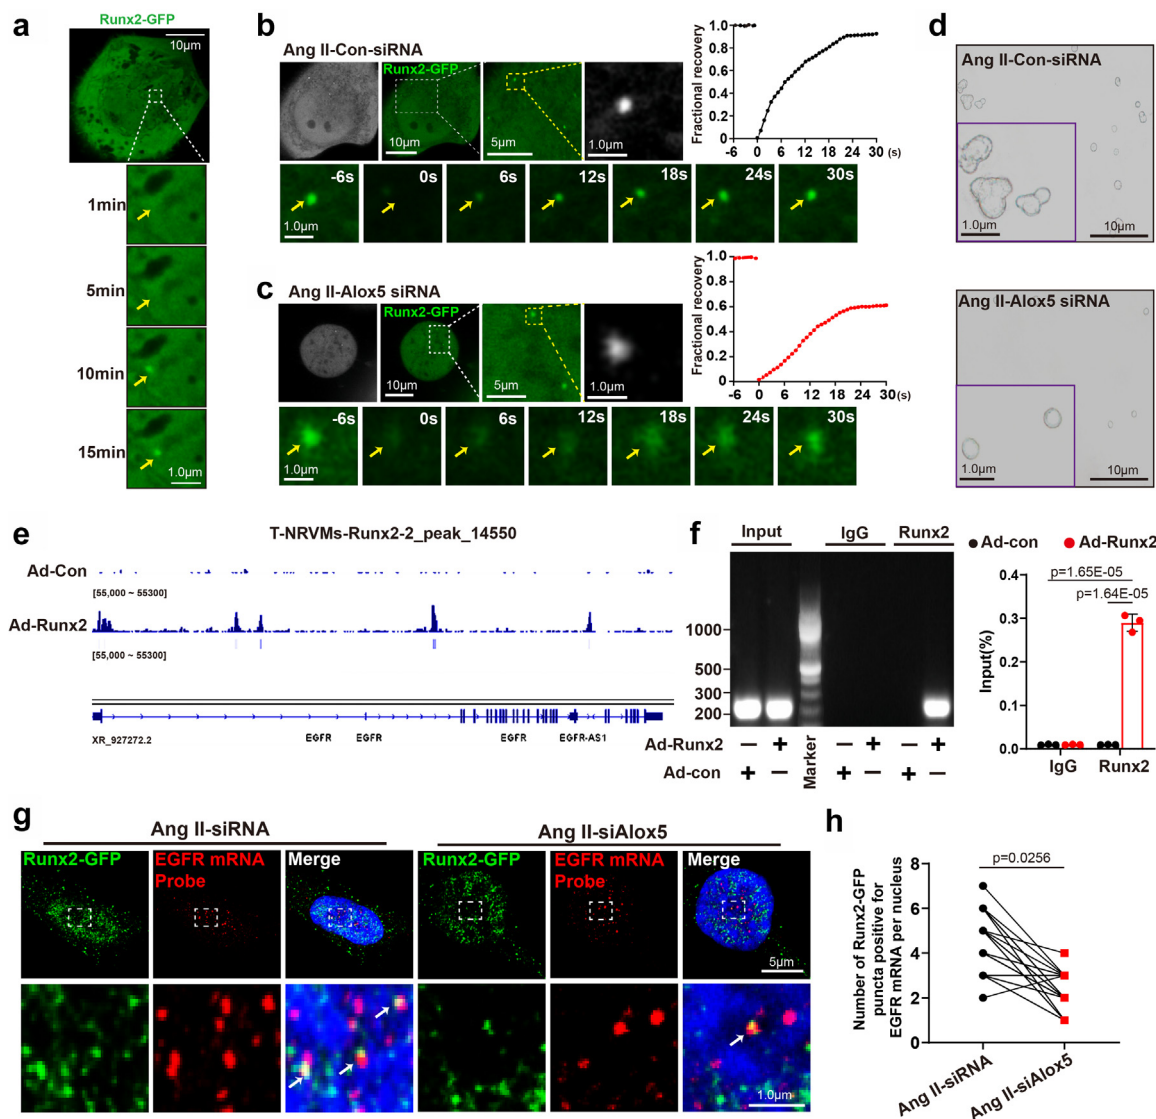 a
Runx2-GFP
10μm
1min
5min
10min
15min
1.0μm
b
Ang II-Con-siRNA
Runx2-GFP
10μm
5μm
1.0μm
Fractional recovery
1.0
0.8
0.6
0.4
0.2
0
-6 0 6 12 18 24 30 (s)
-6s 0s 6s 12s 18s 24s 30s
1.0μm
c
Ang II-Alox5 siRNA
Runx2-GFP
10μm
5μm
1.0μm
Fractional recovery
1.0
0.8
0.6
0.4
0.2
0
-6 0 6 12 18 24 30 (s)
-6s 0s 6s 12s 18s 24s 30s
1.0μm
d
Ang II-Con-siRNA
1.0μm
10μm
Ang II-Alox5 siRNA
1.0μm
10μm
e
T-NRVMs-Runx2-2_peak_14550
Ad-Con
[55,000 ~ 55300]
Ad-Runx2
[55,000 ~ 55300]
XR_927272.2 EGFR EGFR EGFR EGFR-AS1
f
Input IgG Runx2
1000
500
300
200
Ad-Runx2 — + — + — +
Ad-con + — + — + —
Marker
Ad-con Ad-Runx2
p=1.65E-05
p=1.64E-05
Input(%)
0.4
0.3
0.2
0.1
0.0
IgG Runx2
g
Ang II-siRNA Ang II-siAlox5
Runx2-GFP EGFR mRNA Merge Runx2-GFP EGFR mRNA Merge
Probe Probe
5μm
1.0μm
h
p=0.0256
Number of Runx2-GFP
puncta positive for
EGFR mRNA per nucleus
8
6
4
2
0
Ang II-siRNA
Ang II-siAlox5